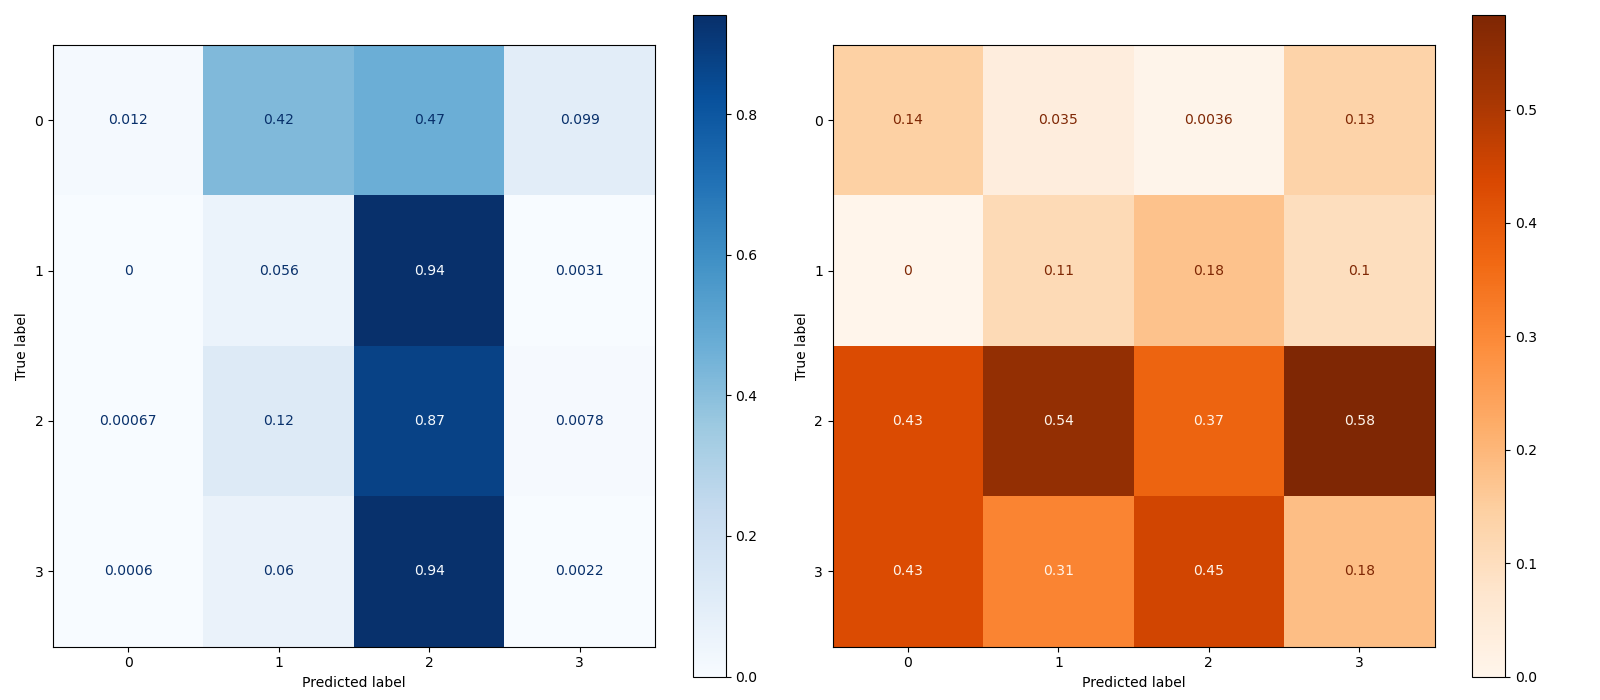 0 0.012 0.42 0.47 0.099
1 0 0.056 0.94 0.0031
2 0.00067 0.12 0.87 0.0078
3 0.0006 0.06 0.94 0.0022
0 1 2 3
True label
Predicted label
0.8
0.6
0.4
0.2
0.0
0 0.14 0.035 0.0036 0.13
1 0 0.11 0.18 0.1
2 0.43 0.54 0.37 0.58
3 0.43 0.31 0.45 0.18
0 1 2 3
True label
Predicted label
0.5
0.4
0.3
0.2
0.1
0.0